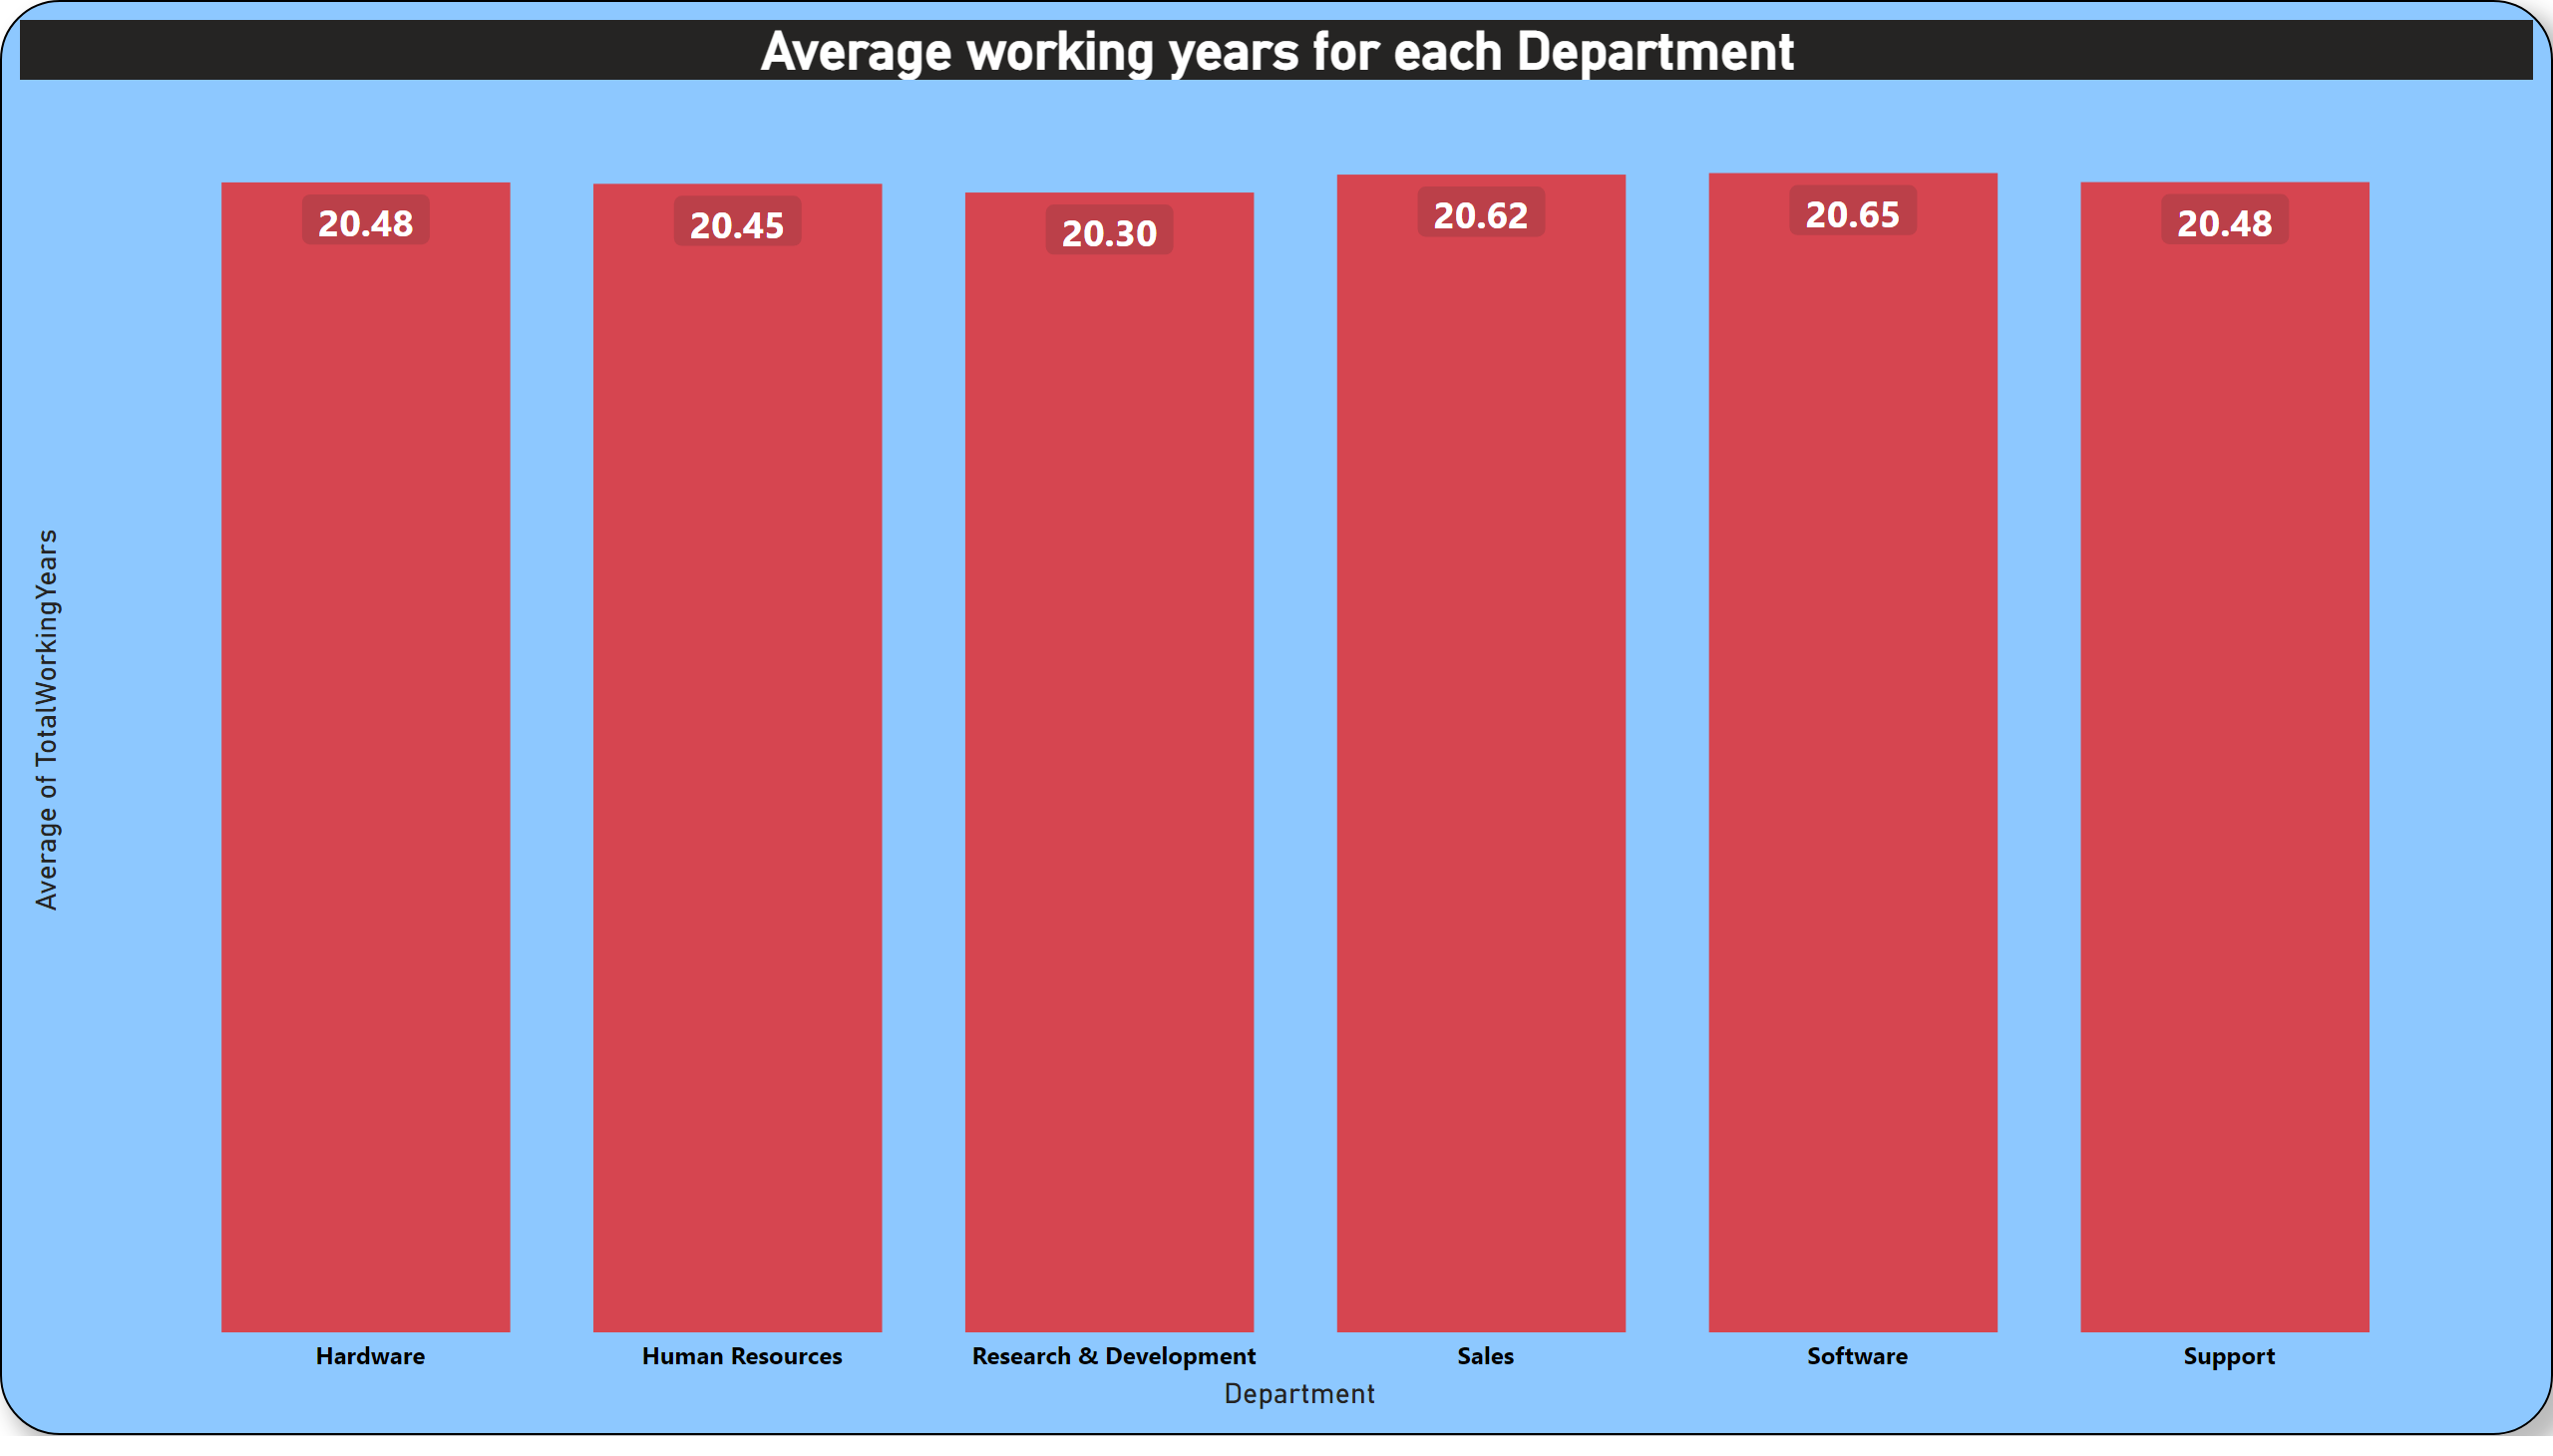 Average working years for each Department
Average of TotalWorkingYears
20.48
20.45
20.30
20.62
20.65
20.48
Hardware
Human Resources
Research & Development
Sales
Software
Support
Department